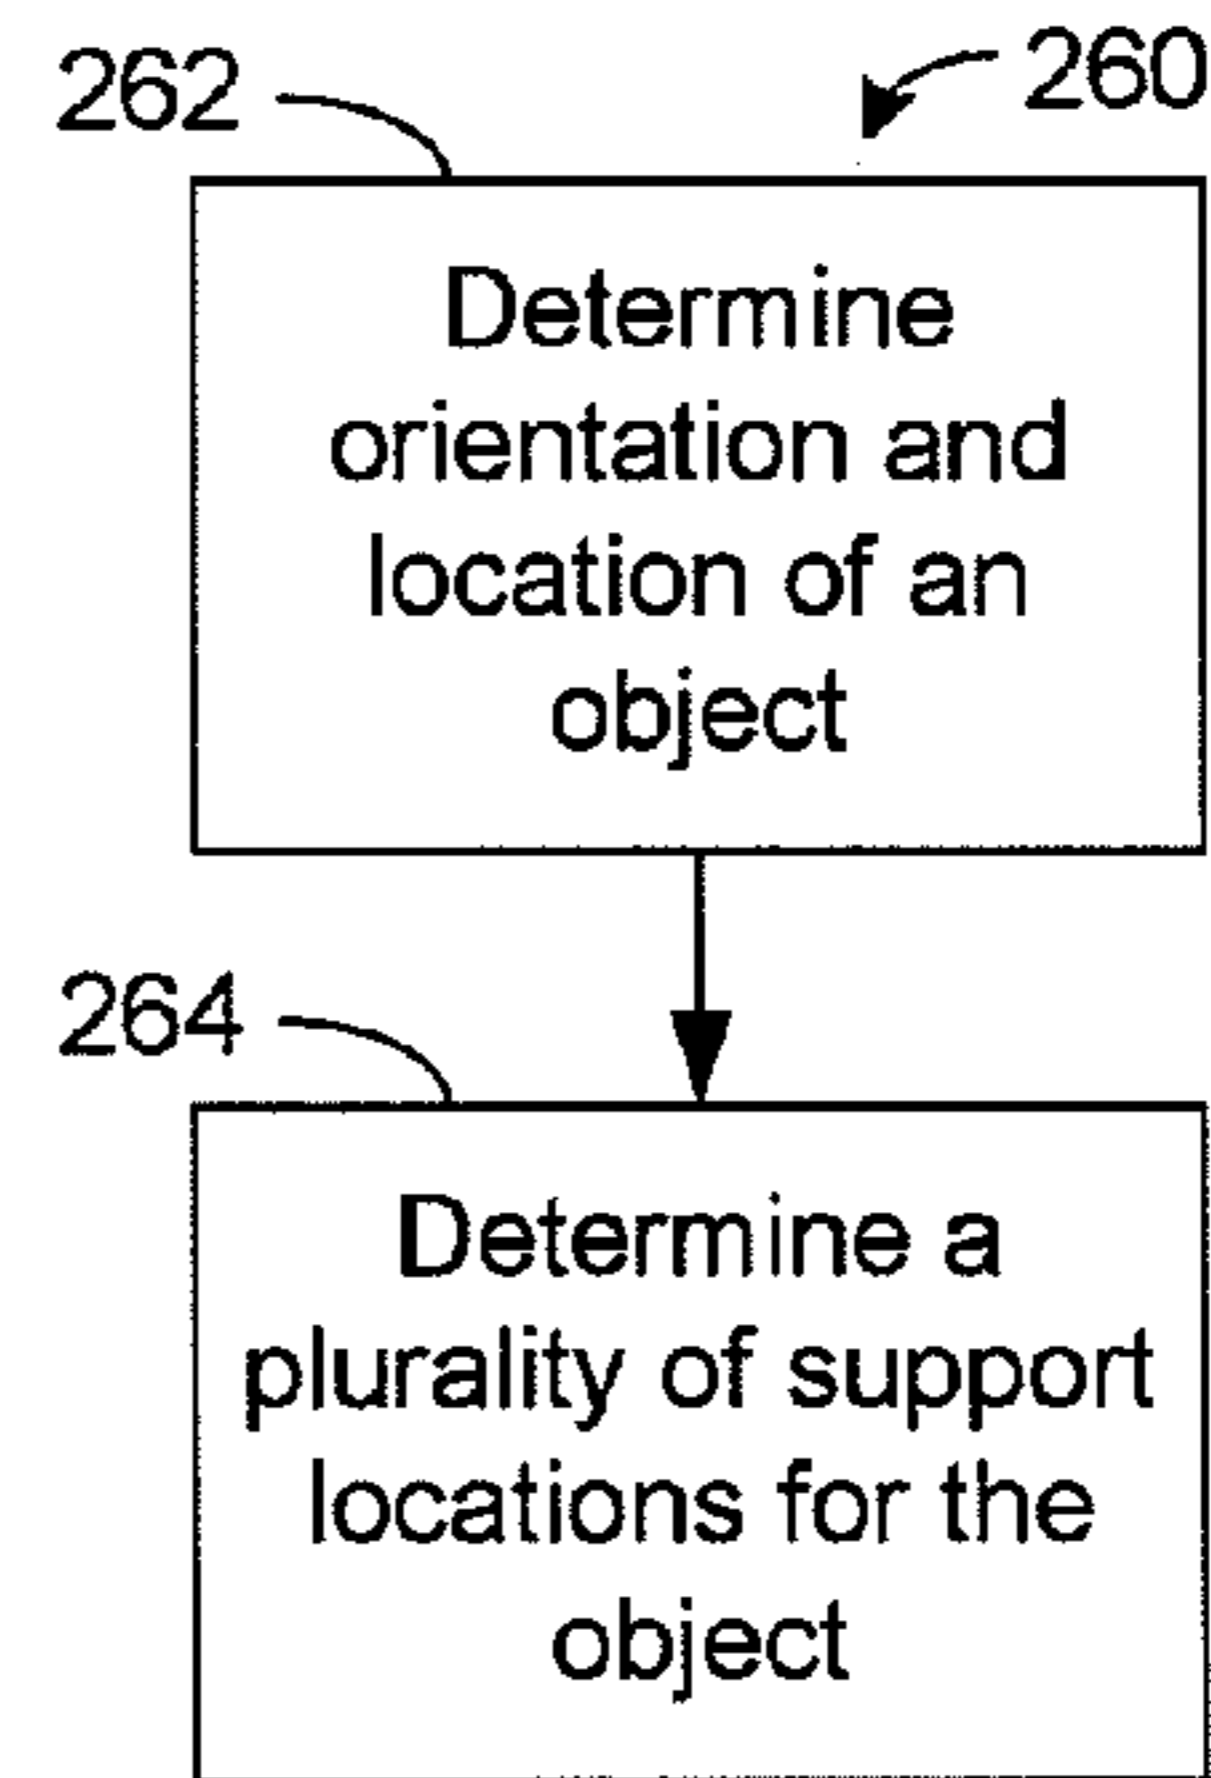 262
260
Determine
orientation and
location of an
object
264
Determine a
plurality of support
locations for the
object